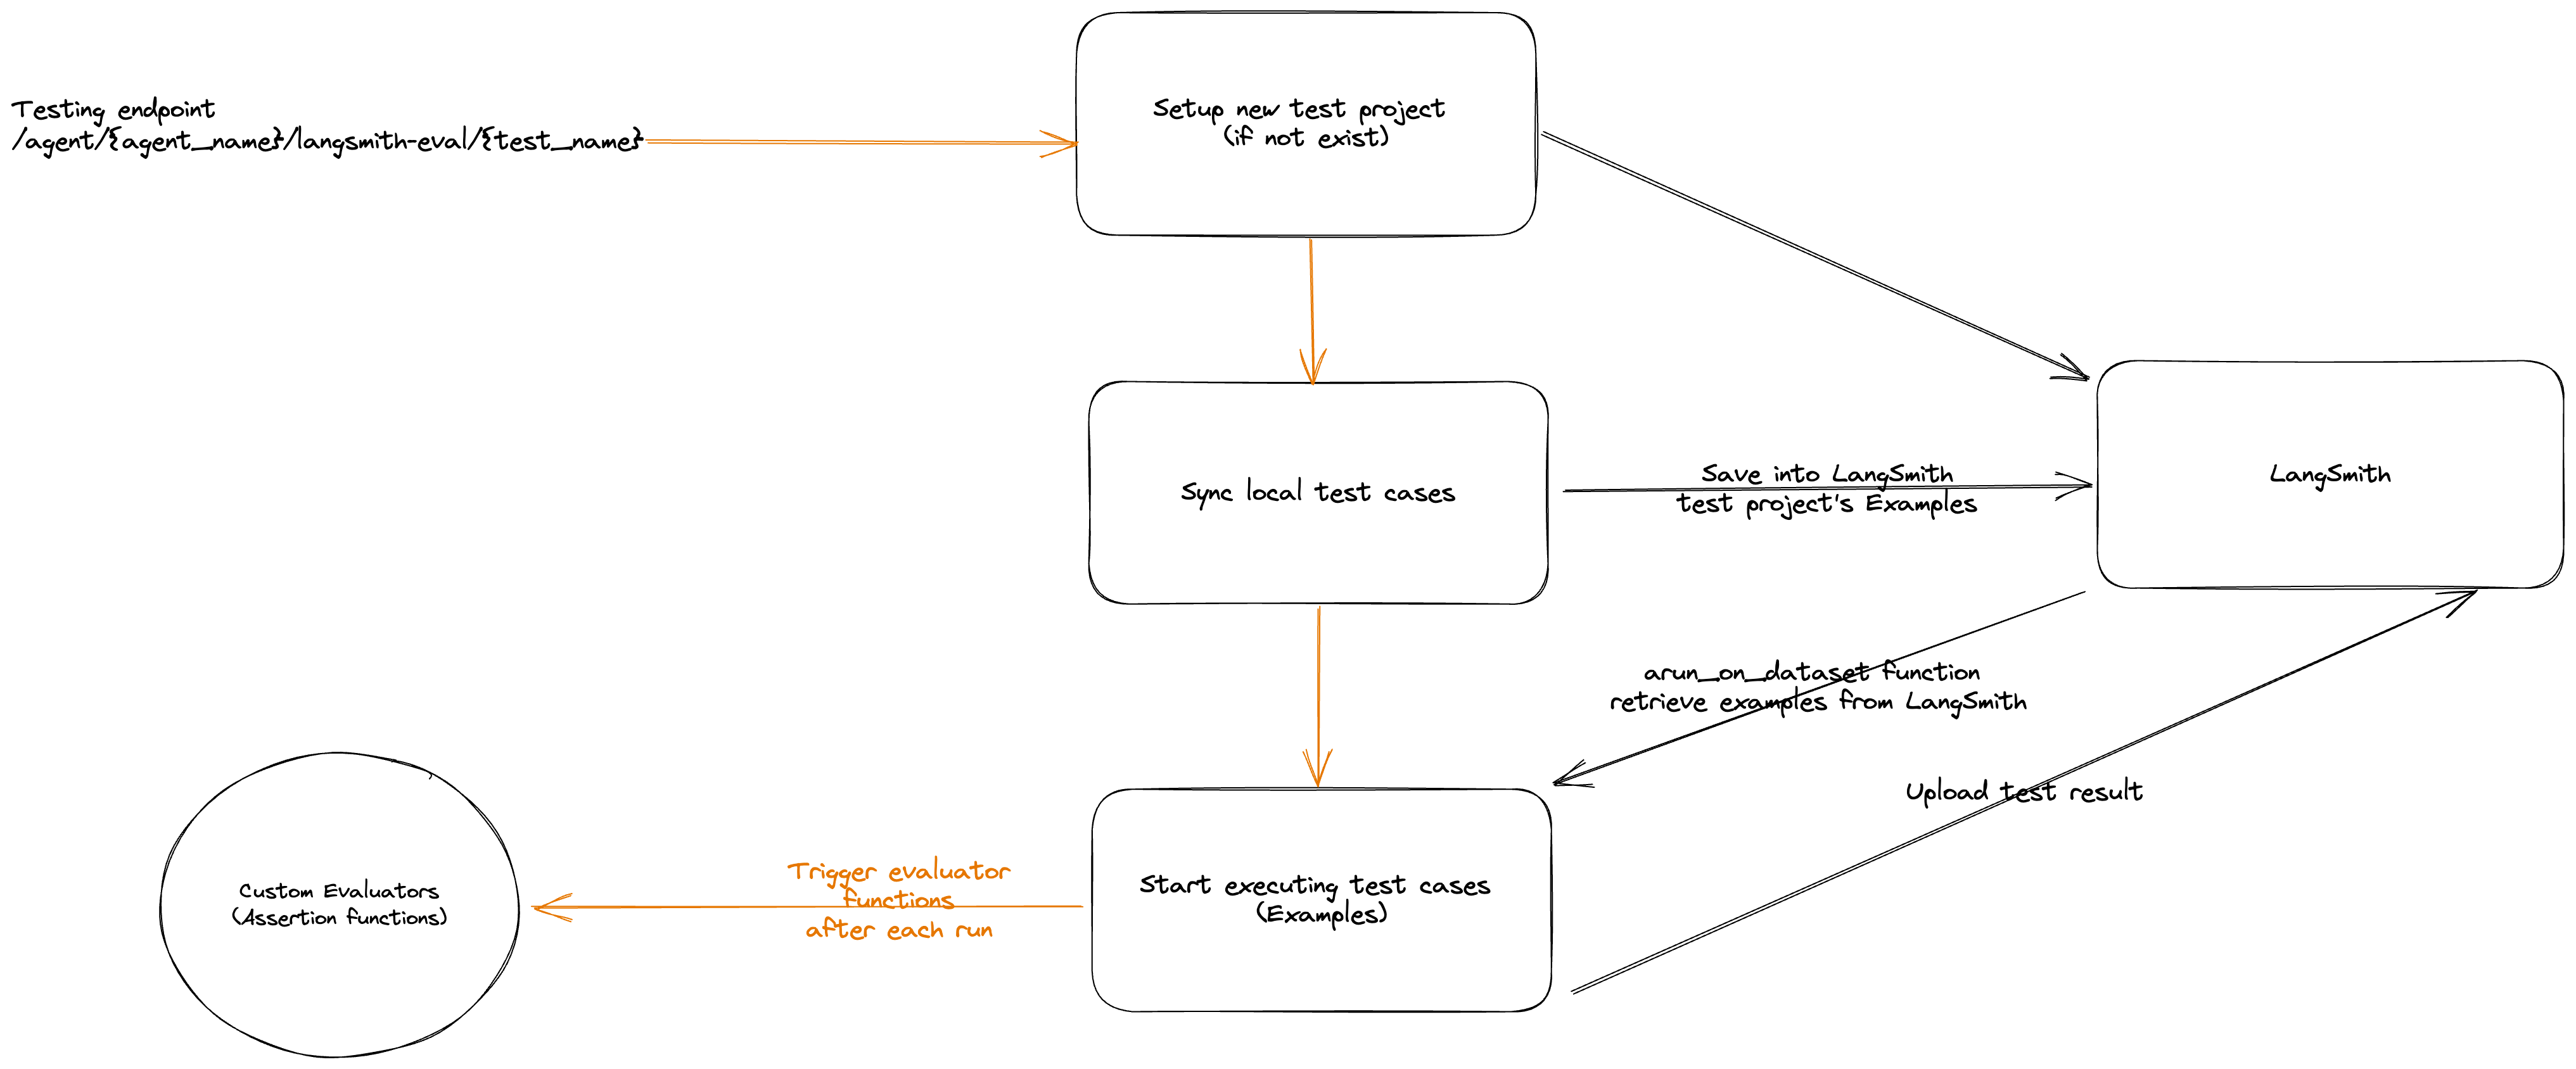 Testing endpoint
/agent/{agent_name}/langsmith-eval/{test_name}
Setup new test project
(if not exist)
Sync local test cases
Save into LangSmith
test project's Examples
LangSmith
arun_on_dataset function
retrieve examples from LangSmith
Upload test result
Start executing test cases
(Examples)
Trigger evaluator
functions
after each run
Custom Evaluators
(Assertion functions)